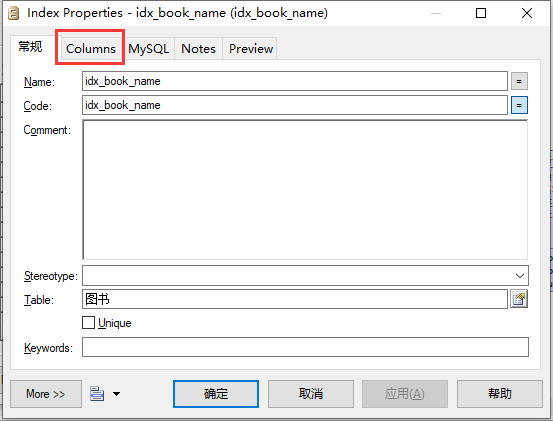 Index Properties - idx_book_name (idx_book_name)
常规 Columns MySQL Notes Preview
Name: idx_book_name =
Code: idx_book_name =
Comment:
Stereotype:
Table: 图书
Unique
Keywords:
More >> 确定 取消 应用(A) 帮助